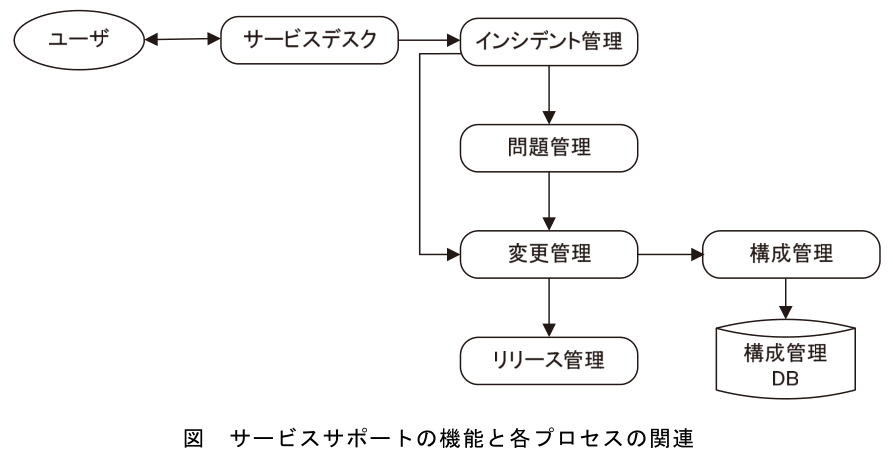 ユーザ
サービスデスク
インシデント管理
問題管理
変更管理
構成管理
リリース管理
構成管理
DB
図　サービスサポートの機能と各プロセスの関連